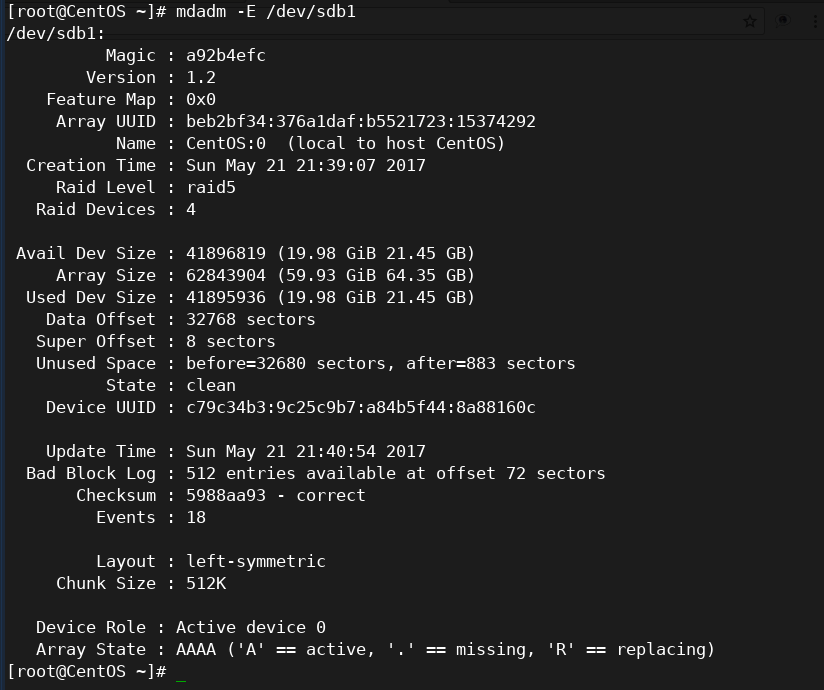 [root@CentOS ~]# mdadm -E /dev/sdb1
/dev/sdb1:
Magic : a92b4efc
Version : 1.2
Feature Map : 0x0
Array UUID : beb2bf34:376a1daf:b5521723:15374292
Name : CentOS:0  (local to host CentOS)
Creation Time : Sun May 21 21:39:07 2017
Raid Level : raid5
Raid Devices : 4
Avail Dev Size : 41896819 (19.98 GiB 21.45 GB)
Array Size : 62843904 (59.93 GiB 64.35 GB)
Used Dev Size : 41895936 (19.98 GiB 21.45 GB)
Data Offset : 32768 sectors
Super Offset : 8 sectors
Unused Space : before=32680 sectors, after=883 sectors
State : clean
Device UUID : c79c34b3:9c25c9b7:a84b5f44:8a88160c
Update Time : Sun May 21 21:40:54 2017
Bad Block Log : 512 entries available at offset 72 sectors
Checksum : 5988aa93 - correct
Events : 18
Layout : left-symmetric
Chunk Size : 512K
Device Role : Active device 0
Array State : AAAA ('A' == active, '.' == missing, 'R' == replacing)
[root@CentOS ~]# _